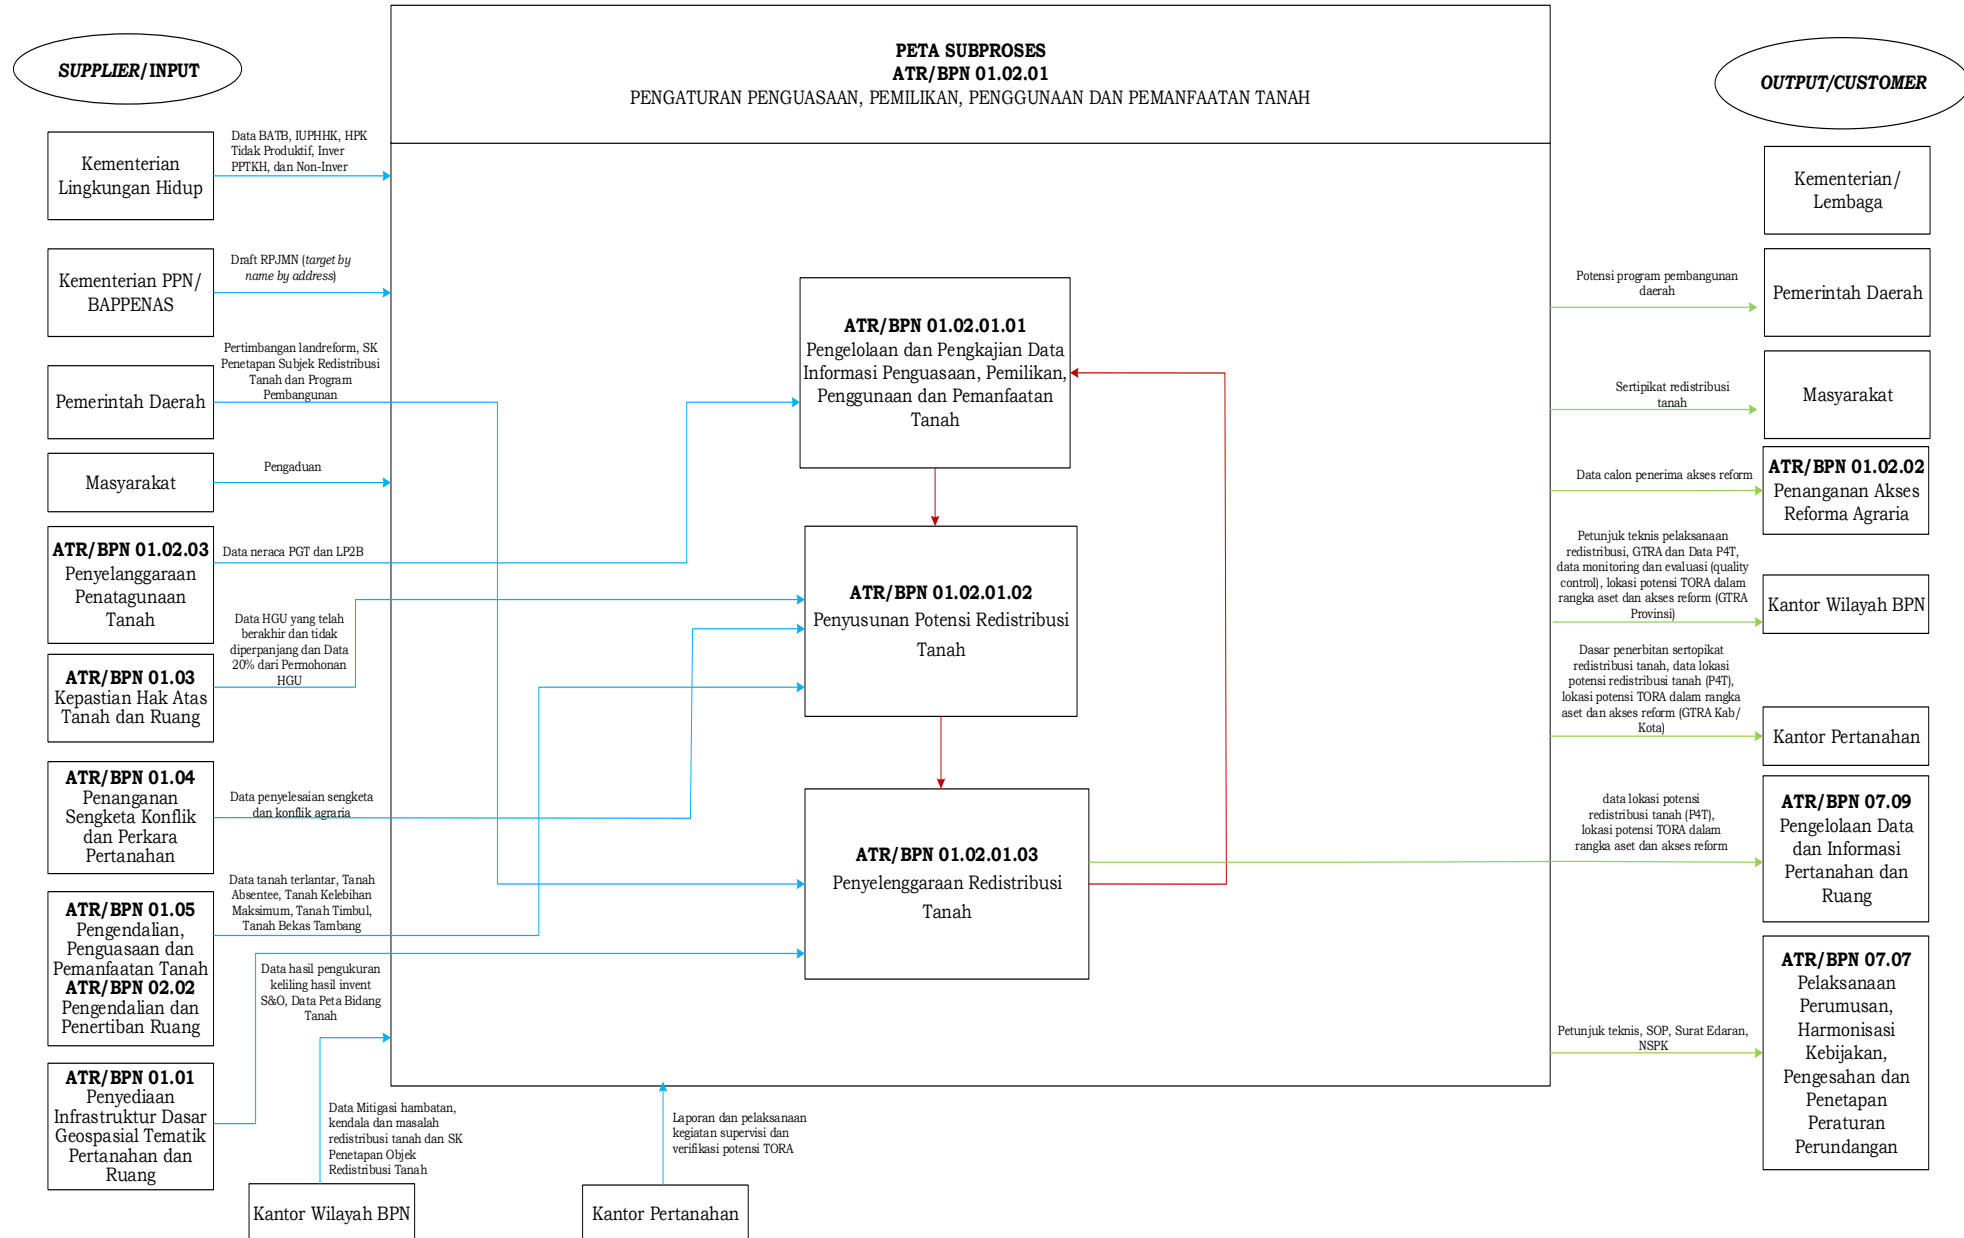 PETA SUBPROSES
ATR/BPN 01.02.01
PENGATURAN PENGUASAAN, PEMILIKAN, PENGGUNAAN DAN PEMANFAATAN TANAH
SUPPLIER/INPUT
Kementerian
Lingkungan Hidup
Data BATB, IUPHHK, HPK
Tidak Produktif, Inver
PPTKH, dan Non-Inver
Kementerian PPN/
BAPPENAS
Draft RPJMN (target by
name by address)
Pemerintah Daerah
Pertimbangan landreform, SK
Penetapan Subjek Redistribusi
Tanah dan Program
Pembangunan
Masyarakat
Pengaduan
ATR/BPN 01.02.03
Penyelanggaraan
Penatagunaan
Tanah
Data neraca PGT dan LP2B
ATR/BPN 01.03
Kepastian Hak Atas
Tanah dan Ruang
Data HGU yang telah
berakhir dan tidak
diperpanjang dan Data
20% dari Permohonan
HGU
ATR/BPN 01.04
Penanganan
Sengketa Konflik
dan Perkara
Pertanahan
Data penyelesaian sengketa
dan konflik agraria
ATR/BPN 01.05
Pengendalian,
Penguasaan dan
Pemanfaatan Tanah
ATR/BPN 02.02
Pengendalian dan
Penertiban Ruang
Data tanah terlantar, Tanah
Absentee, Tanah Kelebihan
Maksimum, Tanah Timbul,
Tanah Bekas Tambang
ATR/BPN 01.01
Penyediaan
Infrastruktur Dasar
Geospasial Tematik
Pertanahan dan
Ruang
Data hasil pengukuran
keliling hasil invent
S&O, Data Peta Bidang
Tanah
Kantor Wilayah BPN
Data Mitigasi hambatan,
kendala dan masalah
redistribusi tanah dan SK
Penetapan Objek
Redistribusi Tanah
Kantor Pertanahan
Laporan dan pelaksanaan
kegiatan supervisi dan
verifikasi potensi TORA
ATR/BPN 01.02.01.01
Pengelolaan dan Pengkajian Data
Informasi Penguasaan, Pemilikan,
Penggunaan dan Pemanfaatan
Tanah
ATR/BPN 01.02.01.02
Penyusunan Potensi Redistribusi
Tanah
ATR/BPN 01.02.01.03
Penyelenggaraan Redistribusi
Tanah
OUTPUT/CUSTOMER
Kementerian/
Lembaga
Potensi program pembangunan
daerah
Pemerintah Daerah
Sertipikat redistribusi
tanah
Masyarakat
Data calon penerima akses reform
ATR/BPN 01.02.02
Penanganan Akses
Reforma Agraria
Petunjuk teknis pelaksanaan
redistribusi, GTRA dan Data P4T,
data monitoring dan evaluasi (quality
control), lokasi potensi TORA dalam
rangka aset dan akses reform (GTRA
Provinsi)
Kantor Wilayah BPN
Dasar penerbitan sertopikat
redistribusi tanah, data lokasi
potensi redistribusi tanah (P4T),
lokasi potensi TORA dalam rangka
aset dan akses reform (GTRA Kab/
Kota)
Kantor Pertanahan
data lokasi potensi
redistribusi tanah (P4T),
lokasi potensi TORA dalam
rangka aset dan akses reform
ATR/BPN 07.09
Pengelolaan Data
dan Informasi
Pertanahan dan
Ruang
Petunjuk teknis, SOP, Surat Edaran,
NSPK
ATR/BPN 07.07
Pelaksanaan
Perumusan,
Harmonisasi
Kebijakan,
Pengesahan dan
Penetapan
Peraturan
Perundangan